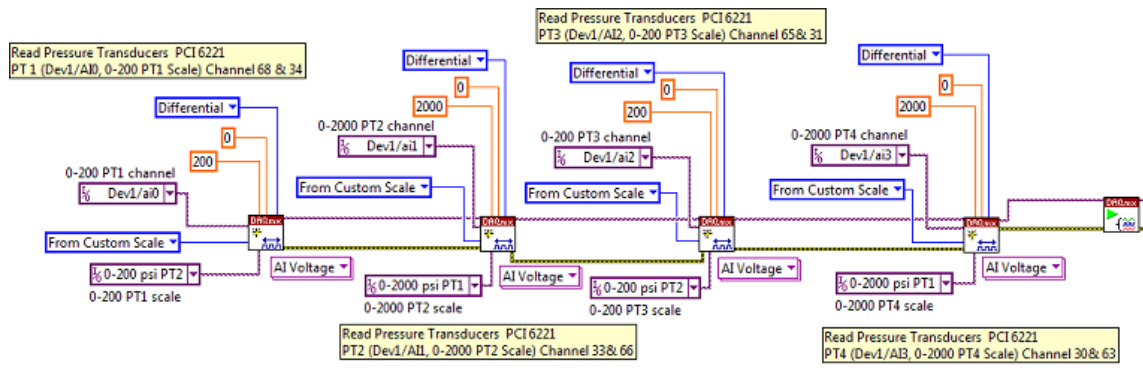 Read Pressure Transducers PCI 6221
PT 1 (Dev1/AI0, 0-200 PT1 Scale) Channel 68 & 34
Differential
0
200
0-200 PT1 channel
Dev1/ai0
From Custom Scale
DAQmx
AI Voltage
0-200 psi PT2
0-200 PT1 scale
Differential
0
2000
0-2000 PT2 channel
Dev1/ai1
From Custom Scale
DAQmx
AI Voltage
0-2000 psi PT1
0-2000 PT2 scale
Read Pressure Transducers PCI 6221
PT2 (Dev1/AI1, 0-2000 PT2 Scale) Channel 33& 66
Read Pressure Transducers PCI 6221
PT3 (Dev1/AI2, 0-200 PT3 Scale) Channel 65& 31
Differential
0
200
0-200 PT3 channel
Dev1/ai2
From Custom Scale
DAQmx
AI Voltage
0-200 psi PT2
0-200 PT3 scale
Differential
0
2000
0-2000 PT4 channel
Dev1/ai3
From Custom Scale
DAQmx
AI Voltage
0-2000 psi PT1
0-2000 PT4 scale
Read Pressure Transducers PCI 6221
PT4 (Dev1/AI3, 0-2000 PT4 Scale) Channel 30& 63
DAQmx